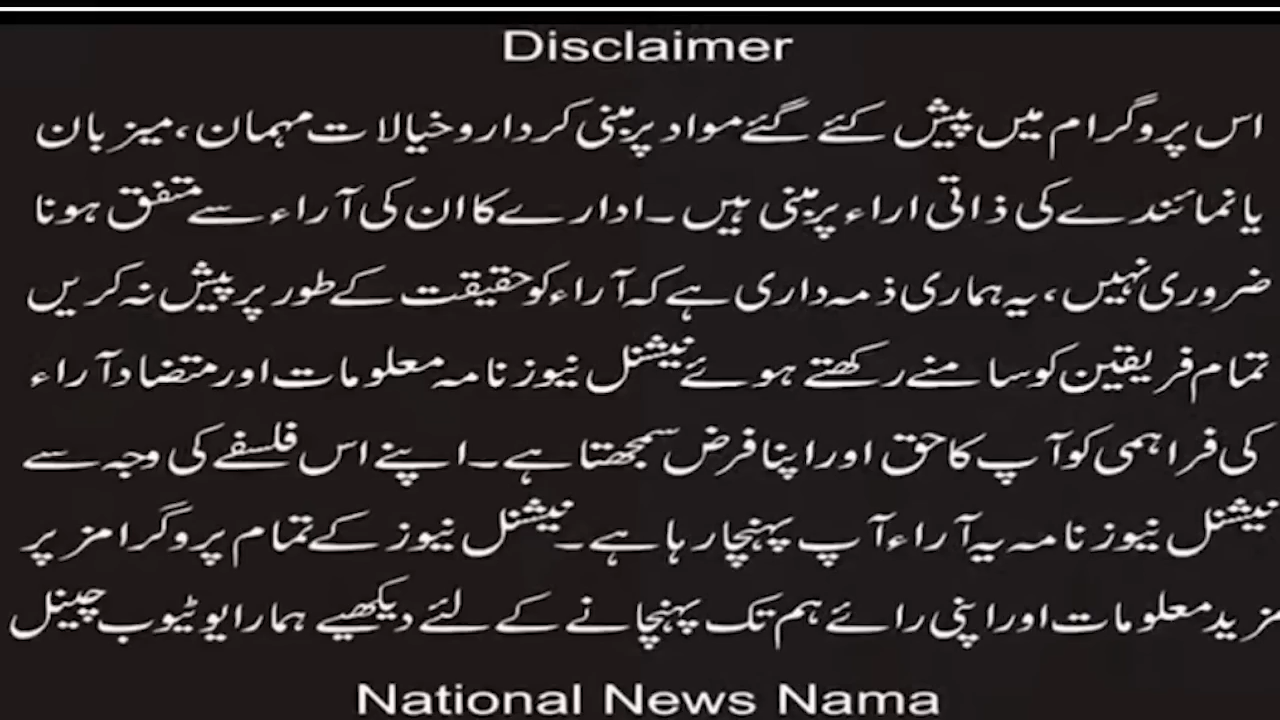 Disclaimer
اس پروگرام میں پیش کئے گئے مواد پر مبنی کردار و خیالات مہمان، میزبان
یا نمائندے کی ذاتی اراء پر مبنی ہیں۔ ادارے کا ان کی آراء سے متفق ہونا
ضروری نہیں، یہ ہماری ذمہ داری ہے کہ آراء کو حقیقت کے طور پر پیش نہ کریں
تمام فریقین کو سامنے رکھتے ہوئے نیشنل نیوز نامہ معلومات اور متضاد آراء
کی فراہمی کو آپ کا حق اور اپنا فرض سمجھتا ہے۔ اپنے اس فلسفے کی وجہ سے
نیشنل نیوز نامہ یہ آراء آپ پہنچا رہا ہے۔ نیشنل نیوز کے تمام پروگرامز پر
مزید معلومات اور اپنی رائے ہم تک پہنچانے کے لئے دیکھیے ہمارا یوٹیوب چینل
National News Nama